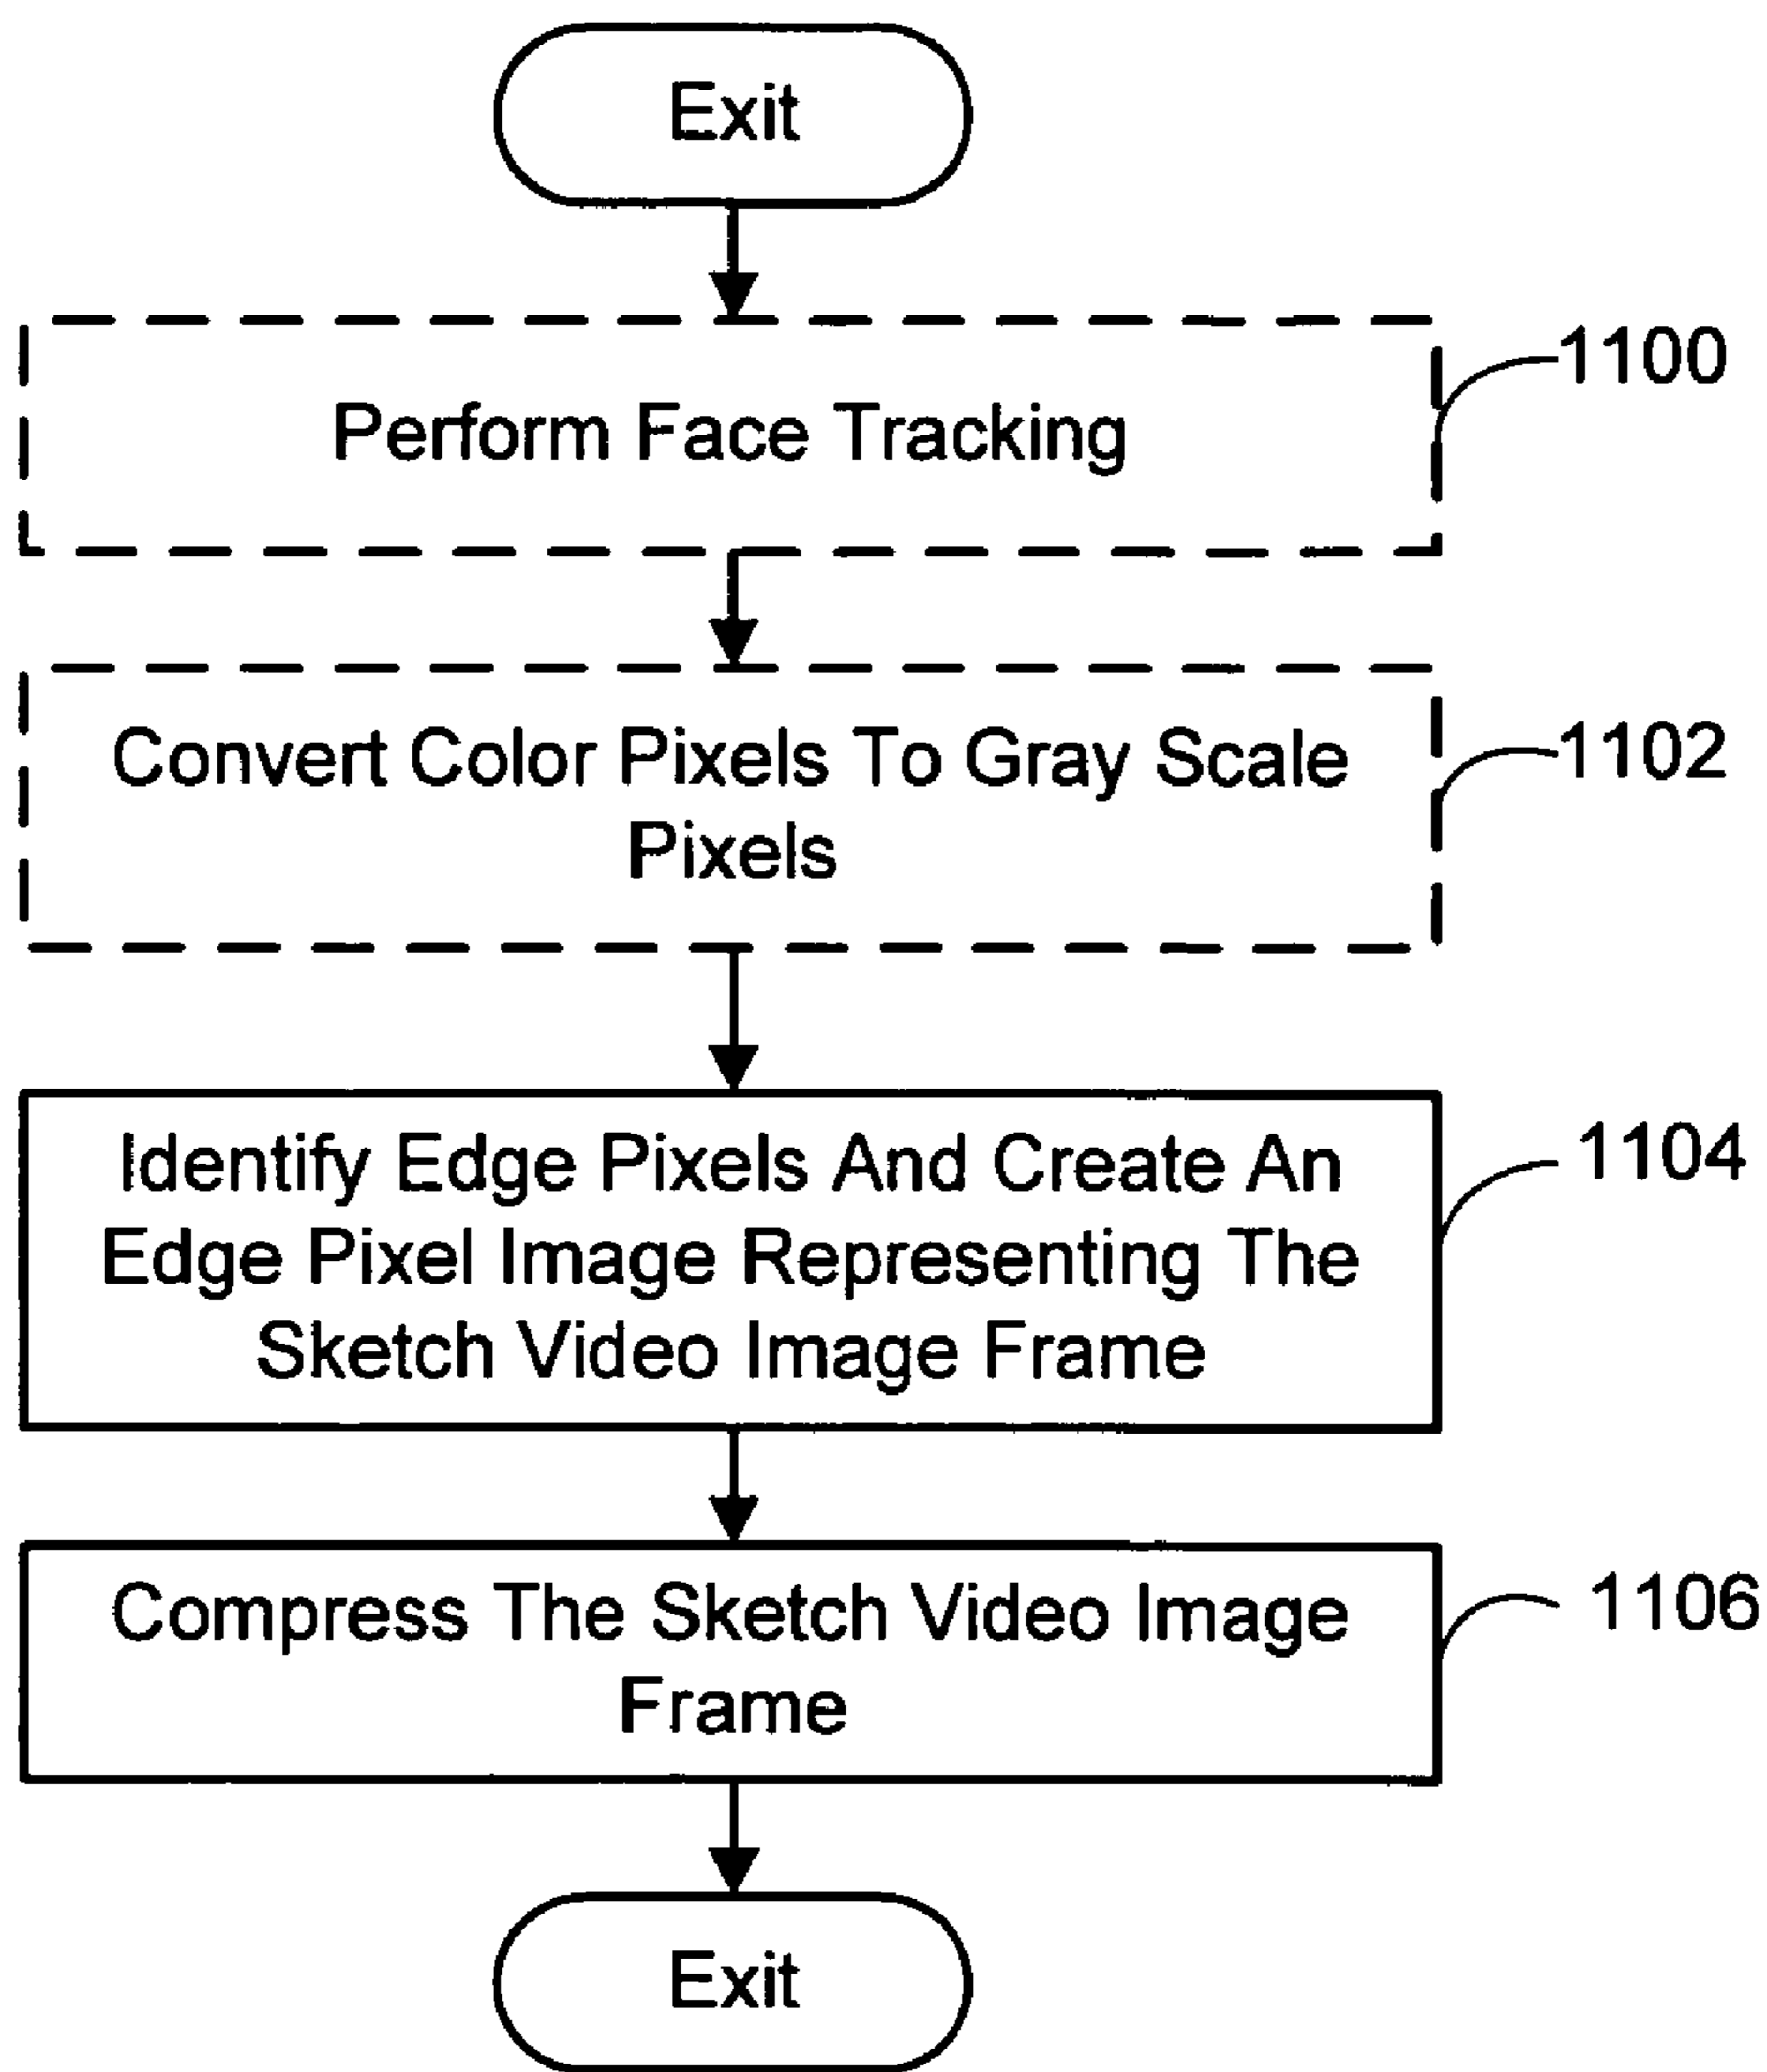 Exit
Perform Face Tracking
1100
Convert Color Pixels To Gray Scale
Pixels
1102
Identify Edge Pixels And Create An
Edge Pixel Image Representing The
Sketch Video Image Frame
1104
Compress The Sketch Video Image
Frame
1106
Exit